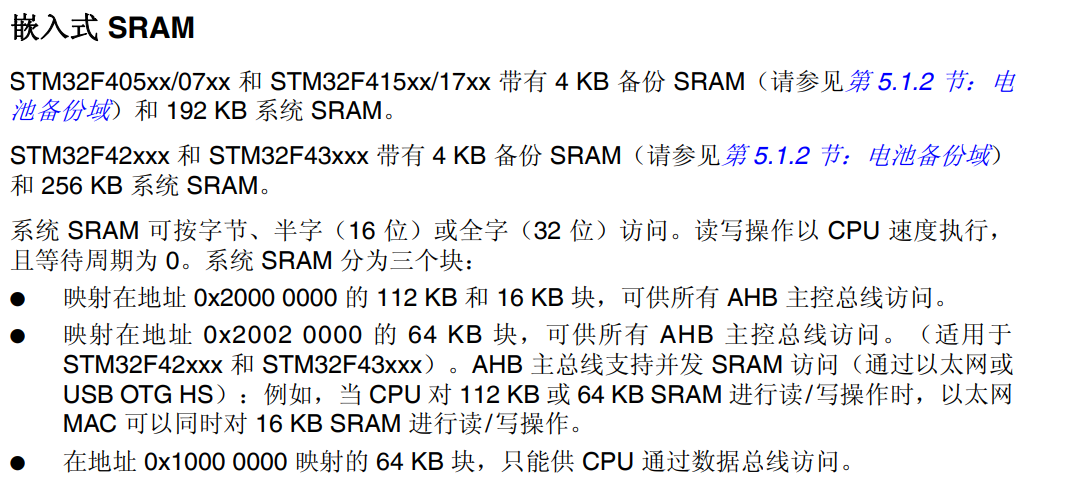 嵌入式 SRAM
STM32F405xx/07xx 和 STM32F415xx/17xx 带有 4 KB 备份 SRAM（请参见第 5.1.2 节：电
池备份域）和 192 KB 系统 SRAM。
STM32F42xxx 和 STM32F43xxx 带有 4 KB 备份 SRAM（请参见第 5.1.2 节：电池备份域）
和 256 KB 系统 SRAM。
系统 SRAM 可按字节、半字（16 位）或全字（32 位）访问。读写操作以 CPU 速度执行，
且等待周期为 0。系统 SRAM 分为三个块：
● 映射在地址 0x2000 0000 的 112 KB 和 16 KB 块，可供所有 AHB 主控总线访问。
● 映射在地址 0x2002 0000 的 64 KB 块，可供所有 AHB 主控总线访问。（适用于
STM32F42xxx 和 STM32F43xxx）。AHB 主总线支持并发 SRAM 访问（通过以太网或
USB OTG HS）：例如，当 CPU 对 112 KB 或 64 KB SRAM 进行读/写操作时，以太网
MAC 可以同时对 16 KB SRAM 进行读/写操作。
● 在地址 0x1000 0000 映射的 64 KB 块，只能供 CPU 通过数据总线访问。